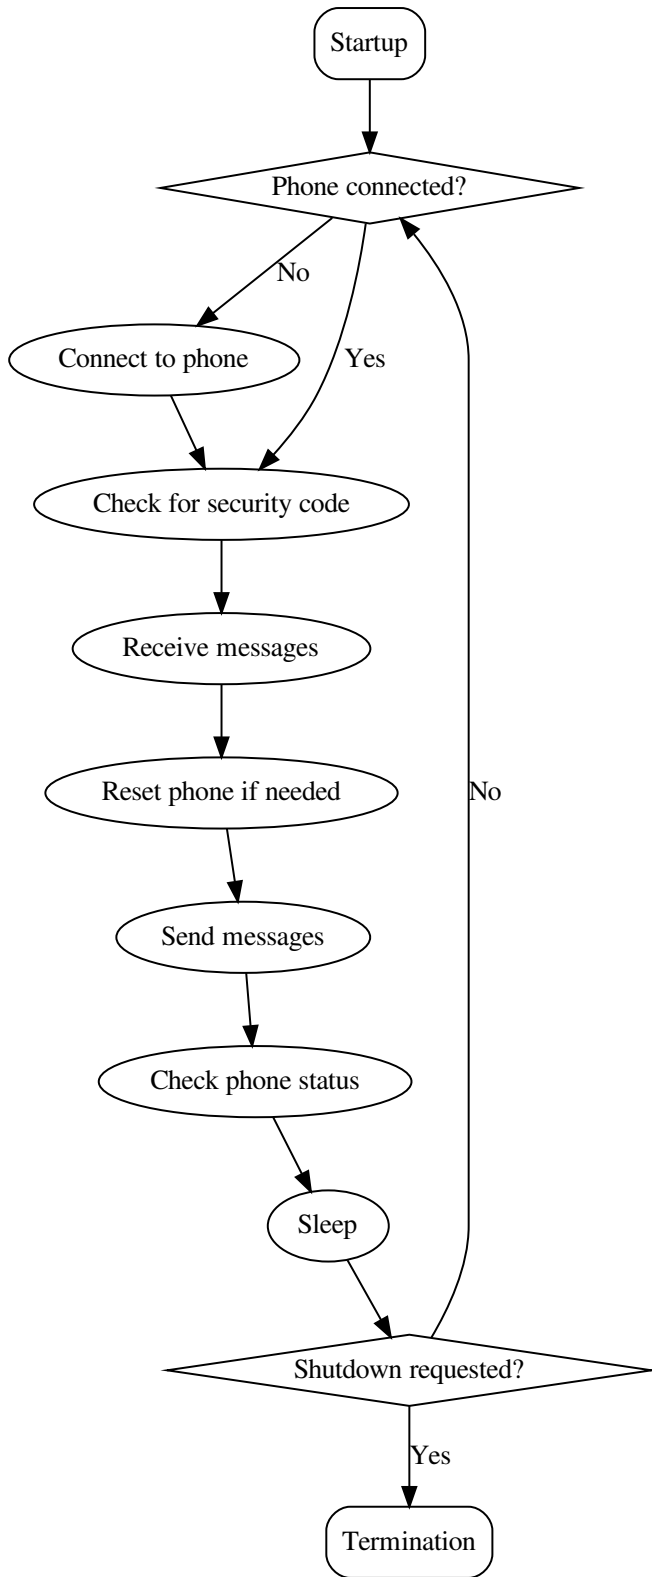 Startup
Phone connected?
No
Connect to phone
Yes
Check for security code
Receive messages
Reset phone if needed
No
Send messages
Check phone status
Sleep
Shutdown requested?
Yes
Termination